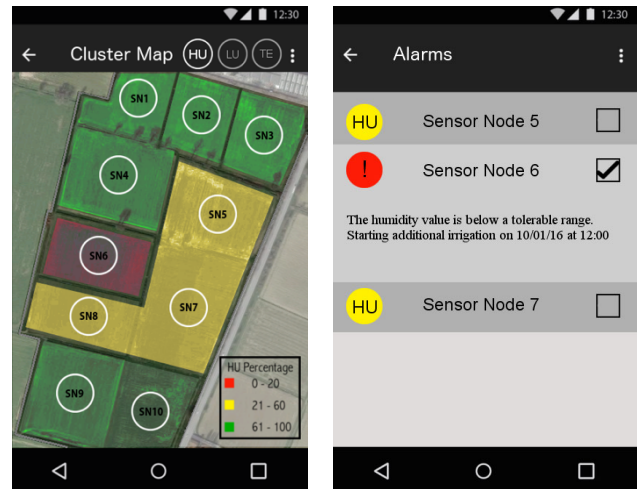 12:30
Cluster Map HU LU TE
SN1
SN2
SN3
SN4
SN5
SN6
SN7
SN8
SN9
SN10
HU Percentage
0 - 20
21 - 60
61 - 100
12:30
Alarms
HU Sensor Node 5
! Sensor Node 6
The humidity value is below a tolerable range.
Starting additional irrigation on 10/01/16 at 12:00
HU Sensor Node 7